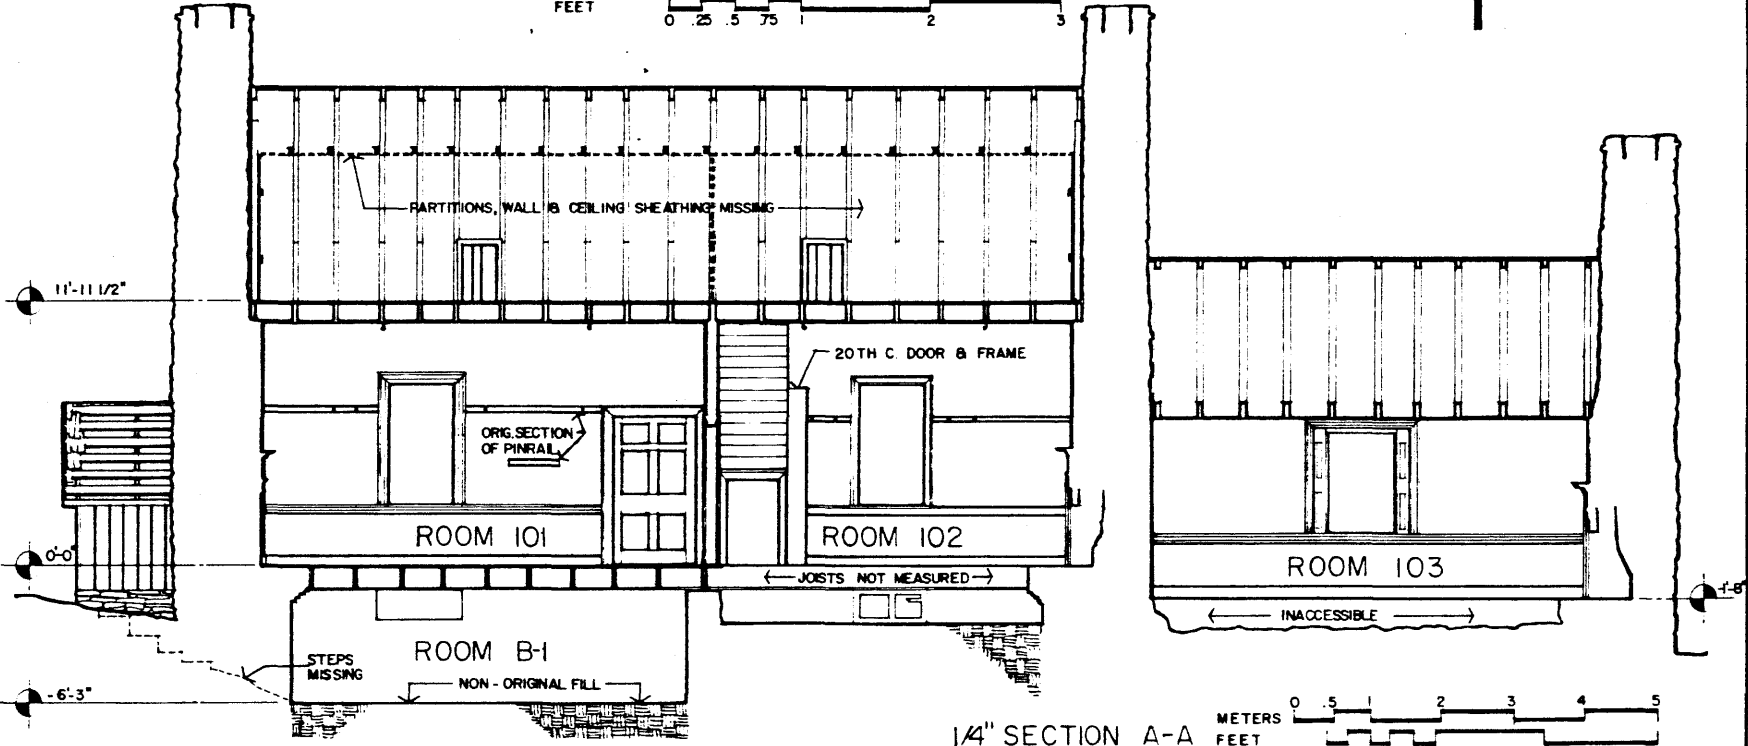 FEET
0 .25 .5 .75 1 2 3
PARTITIONS, WALL & CEILING SHEATHING MISSING
11'-11 1/2"
20TH C. DOOR & FRAME
ORIG. SECTION
OF PINRAIL
ROOM 101
ROOM 102
0'-0"
JOISTS NOT MEASURED
ROOM 103
-1'-8"
INACCESSIBLE
ROOM B-1
STEPS
MISSING
NON-ORIGINAL FILL
-6'-3"
1/4" SECTION A-A
METERS
0 .5 1 2 3 4 5
FEET